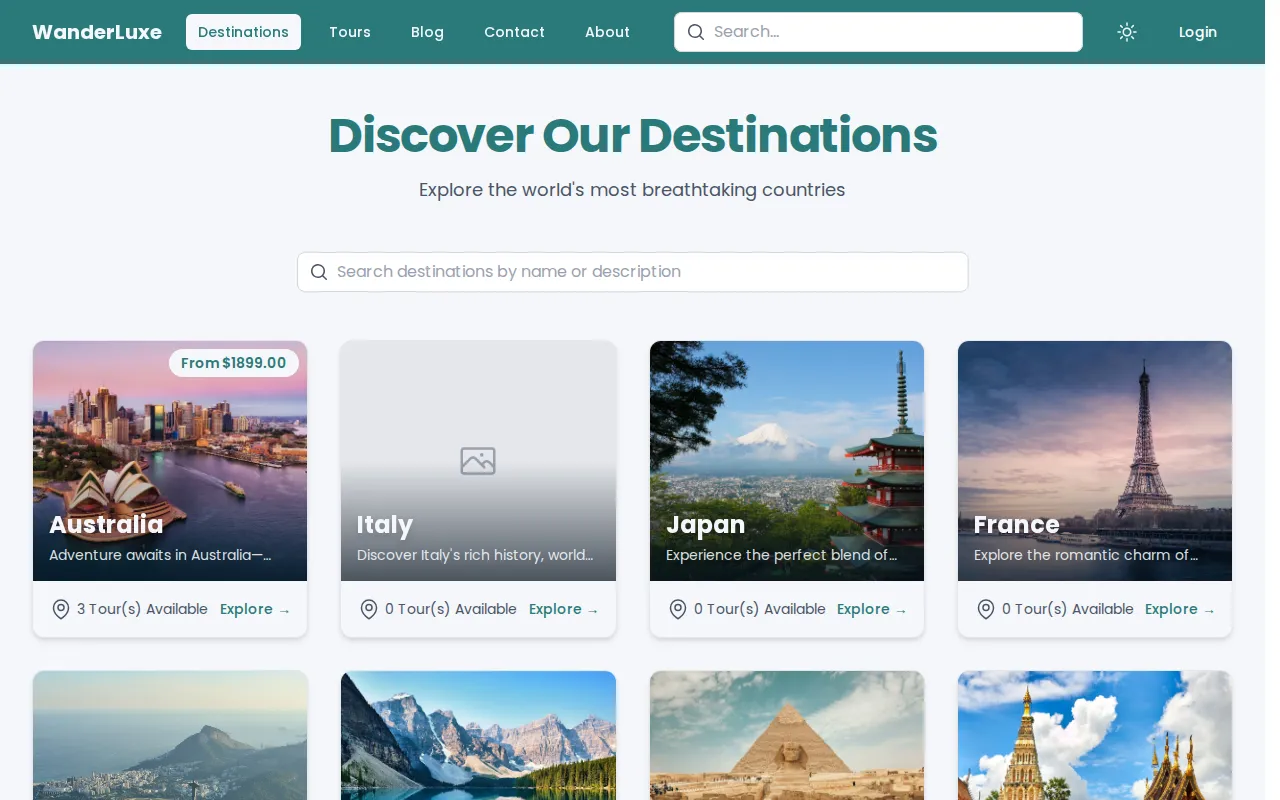 WanderLuxe
Destinations
Tours
Blog
Contact
About
Search...
Login
Discover Our Destinations
Explore the world's most breathtaking countries
Search destinations by name or description
From $1899.00
Australia
Adventure awaits in Australia—...
3 Tour(s) Available
Explore →
Italy
Discover Italy's rich history, world...
0 Tour(s) Available
Explore →
Japan
Experience the perfect blend of...
0 Tour(s) Available
Explore →
France
Explore the romantic charm of...
0 Tour(s) Available
Explore →